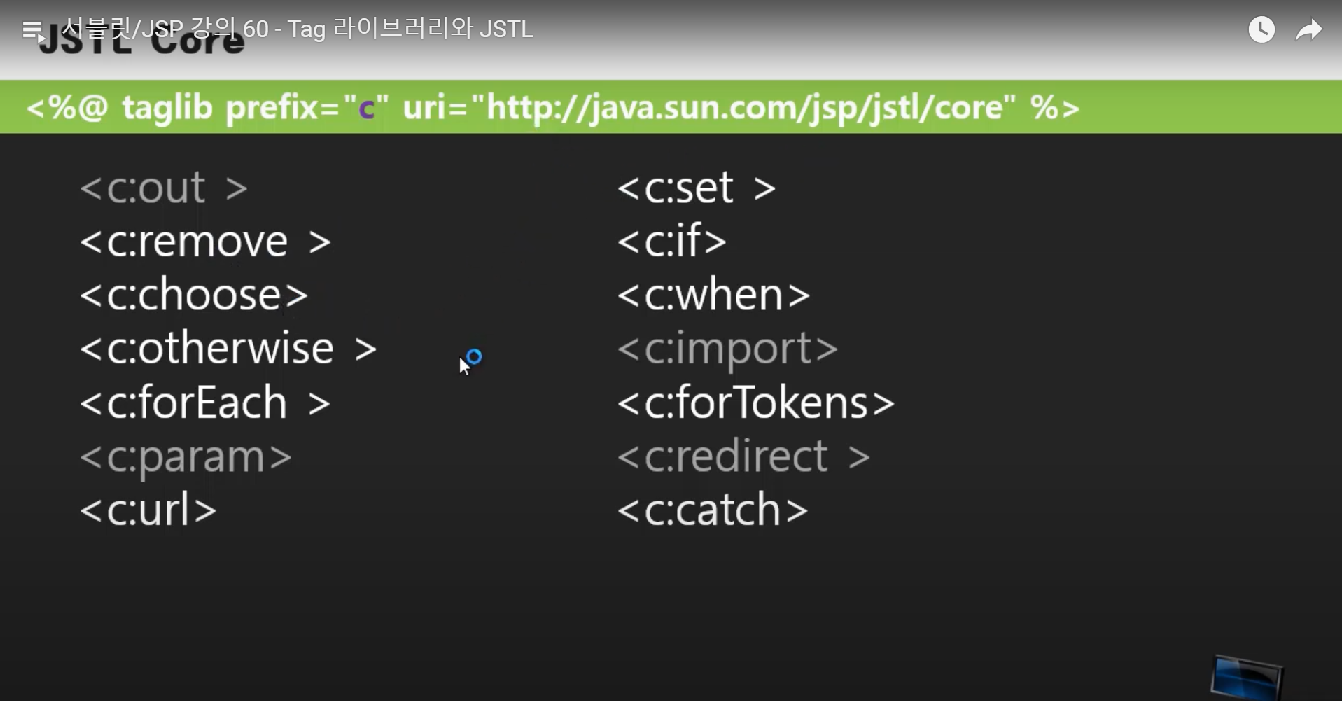 서블릿/JSP 강의 60 - Tag 라이브러리와 JSTL
JSTL Core
<%@ taglib prefix="c" uri="http://java.sun.com/jsp/jstl/core" %>
<c:out >
<c:set >
<c:remove >
<c:if>
<c:choose>
<c:when>
<c:otherwise >
<c:import>
<c:forEach >
<c:forTokens>
<c:param>
<c:redirect >
<c:url>
<c:catch>